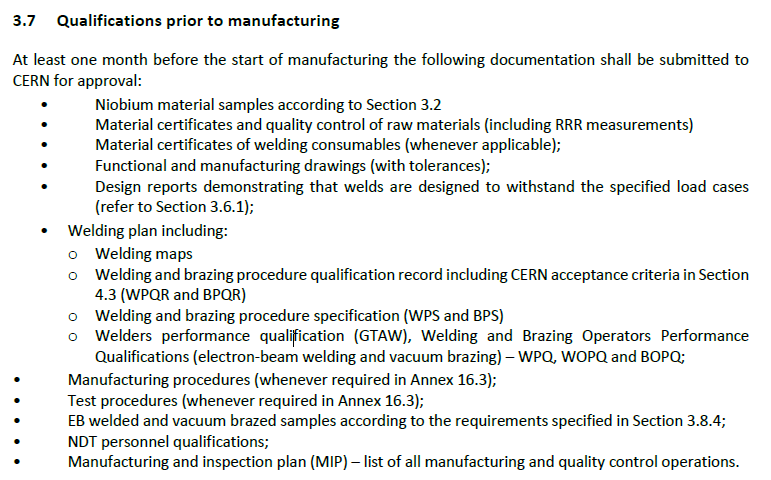 3.7 Qualifications prior to manufacturing
At least one month before the start of manufacturing the following documentation shall be submitted to
CERN for approval:
• Niobium material samples according to Section 3.2
• Material certificates and quality control of raw materials (including RRR measurements)
• Material certificates of welding consumables (whenever applicable);
• Functional and manufacturing drawings (with tolerances);
• Design reports demonstrating that welds are designed to withstand the specified load cases
(refer to Section 3.6.1);
• Welding plan including:
o Welding maps
o Welding and brazing procedure qualification record including CERN acceptance criteria in Section
4.3 (WPQR and BPQR)
o Welding and brazing procedure specification (WPS and BPS)
o Welders performance qualification (GTAW), Welding and Brazing Operators Performance
Qualifications (electron-beam welding and vacuum brazing) – WPQ, WOPQ and BOPQ;
• Manufacturing procedures (whenever required in Annex 16.3);
• Test procedures (whenever required in Annex 16.3);
• EB welded and vacuum brazed samples according to the requirements specified in Section 3.8.4;
• NDT personnel qualifications;
• Manufacturing and inspection plan (MIP) – list of all manufacturing and quality control operations.